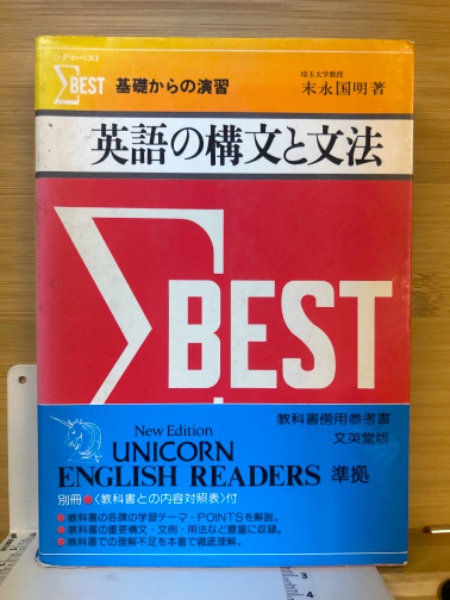 シグマ・ベスト
ΣBEST
基礎からの演習
埼玉大学教授
末永国明著
英語の構文と文法
ΣBEST
New Edition
UNICORN
ENGLISH READERS 準拠
教科書傍用参考書
文英堂版
別冊●〈教科書との内容対照表〉付
●教科書の各課の学習テーマ・POINTSを解説。
●教科書の重要構文・文例・用法など豊富に収録。
●教科書での理解不足を本書で徹底理解。
3
4